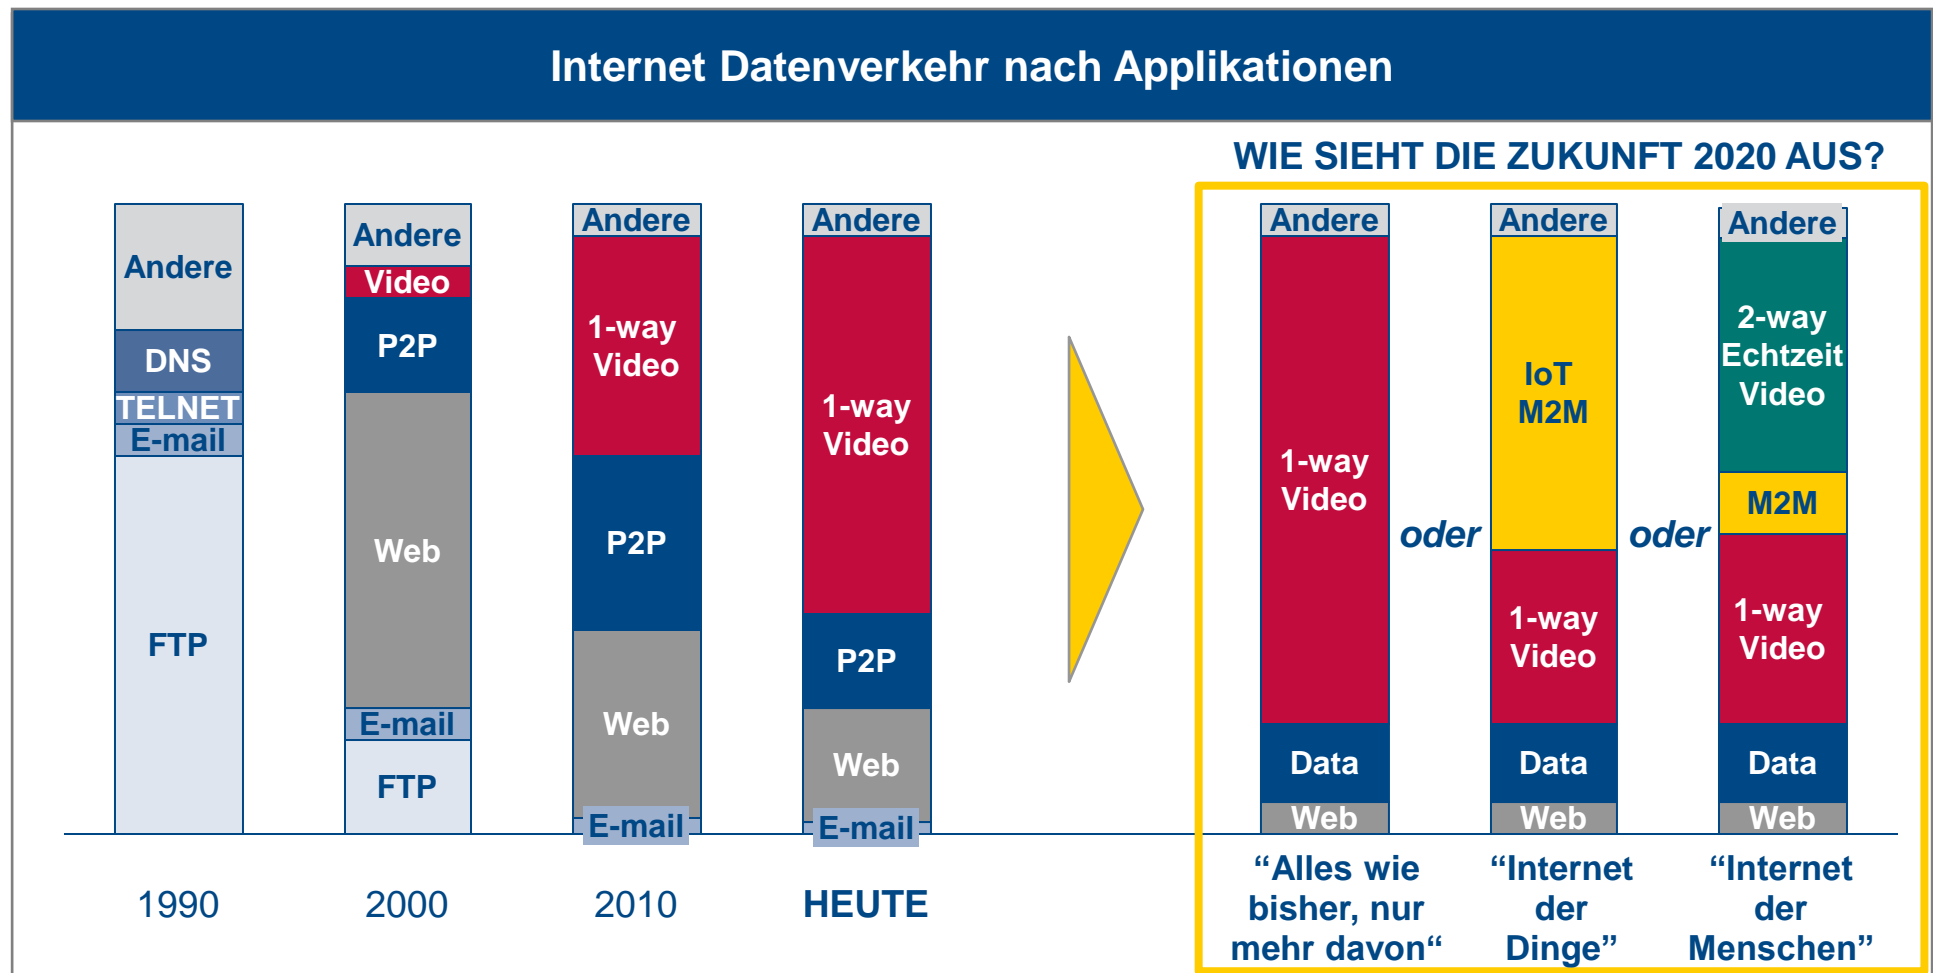 Internet Datenverkehr nach Applikationen
WIE SIEHT DIE ZUKUNFT 2020 AUS?
Andere
DNS
TELNET
E-mail
FTP
1990
Andere
Video
P2P
Web
E-mail
FTP
2000
Andere
1-way
Video
P2P
Web
E-mail
2010
Andere
1-way
Video
P2P
Web
E-mail
HEUTE
Andere
1-way
Video
Data
Web
“Alles wie
bisher, nur
mehr davon“
oder
Andere
IoT
M2M
1-way
Video
Data
Web
“Internet
der
Dinge”
oder
Andere
2-way
Echtzeit
Video
M2M
1-way
Video
Data
Web
“Internet
der
Menschen”